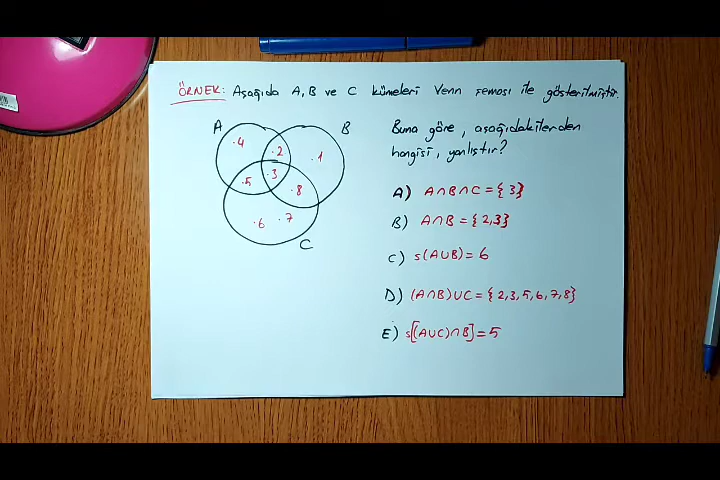 ÖRNEK: Aşağıda A, B ve C kümeleri Venn şeması ile gösterilmiştir.
A
B
.4
.2
.1
.3
.5
.8
.6
.7
C
Buna göre, aşağıdakilerden
hangisi, yanlıştır?
A) A∩B∩C = {3}
B) A∩B = {2,3}
C) s(A∪B) = 6
D) (A∩B)∪C = {2,3,5,6,7,8}
E) s[(A∪C)∩B] = 5